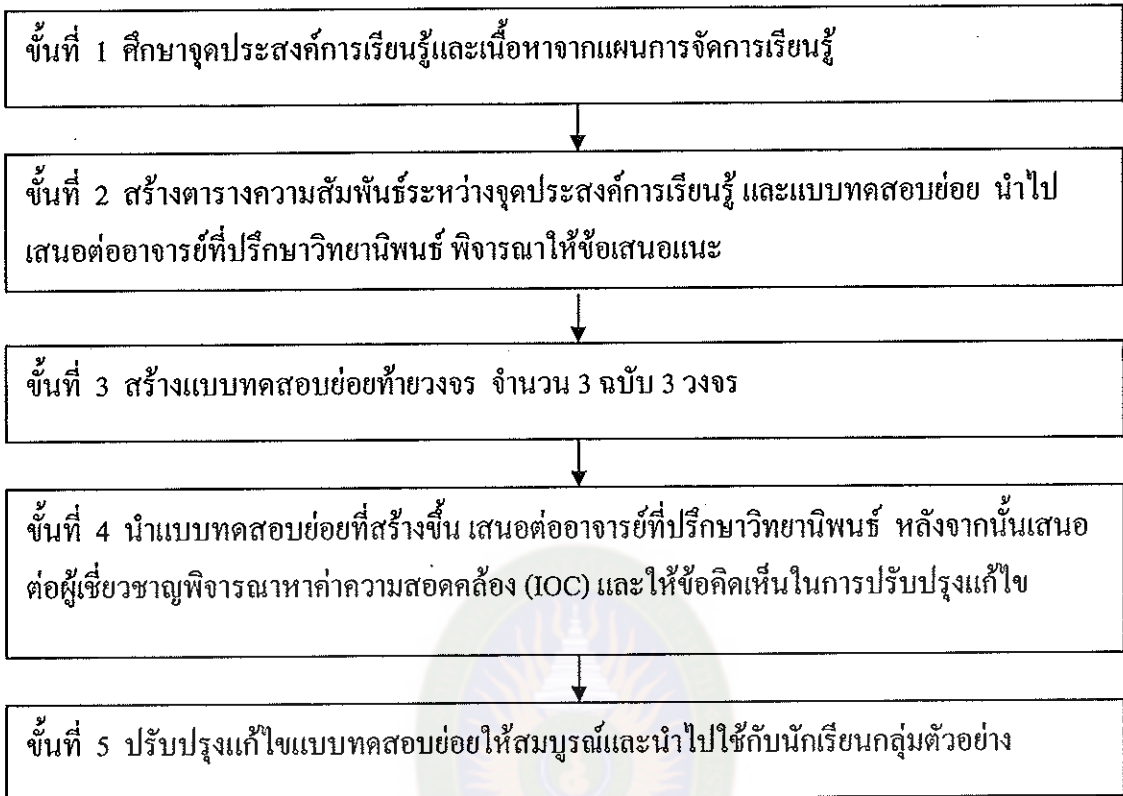 ขั้นที่ 1 ศึกษาจุดประสงค์การเรียนรู้และเนื้อหาจากแผนการจัดการเรียนรู้
ขั้นที่ 2 สร้างตารางความสัมพันธ์ระหว่างจุดประสงค์การเรียนรู้ และแบบทดสอบย่อย นำไป
เสนอต่ออาจารย์ที่ปรึกษาวิทยานิพนธ์ พิจารณาให้ข้อเสนอแนะ
ขั้นที่ 3 สร้างแบบทดสอบย่อยท้ายวงจร จำนวน 3 ฉบับ 3 วงจร
ขั้นที่ 4 นำแบบทดสอบย่อยที่สร้างขึ้น เสนอต่ออาจารย์ที่ปรึกษาวิทยานิพนธ์ หลังจากนั้นเสนอ
ต่อผู้เชี่ยวชาญพิจารณาหาค่าความสอดคล้อง (IOC) และให้ข้อคิดเห็นในการปรับปรุงแก้ไข
ขั้นที่ 5 ปรับปรุงแก้ไขแบบทดสอบย่อยให้สมบูรณ์และนำไปใช้กับนักเรียนกลุ่มตัวอย่าง